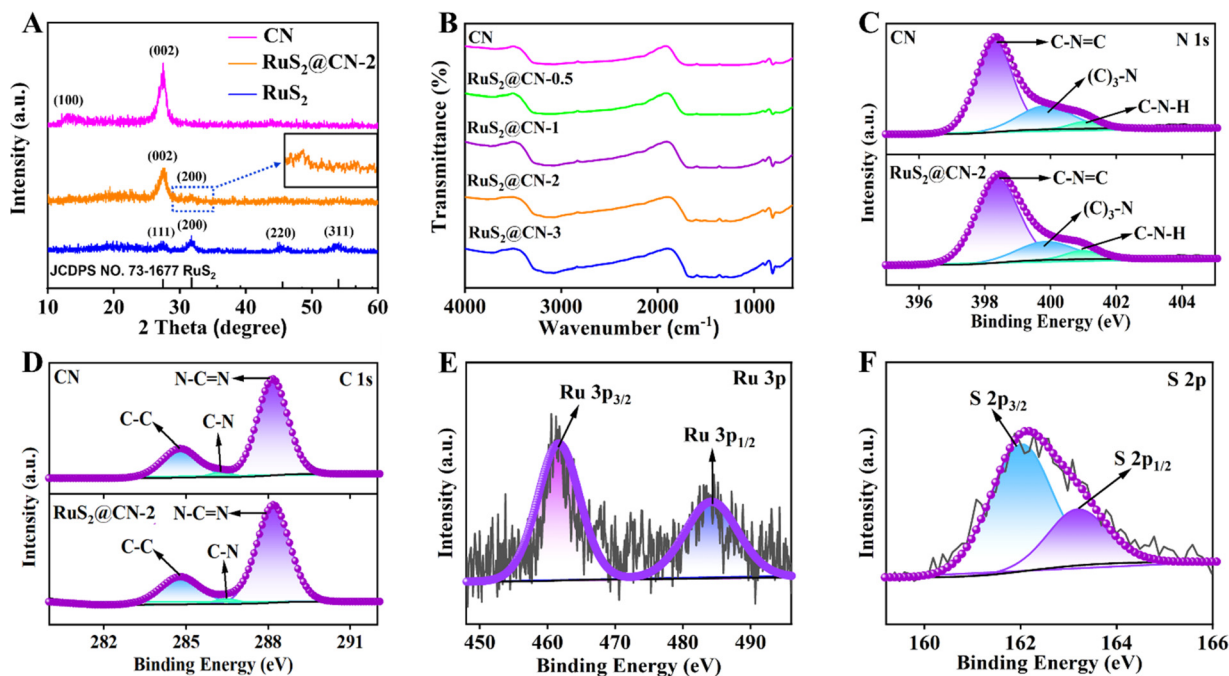 A
CN
RuS2@CN-2
RuS2
(002)
(100)
(002)
(200)
(111)
(200)
(220)
(311)
JCDPS NO. 73-1677 RuS2
10 20 30 40 50 60
2 Theta (degree)
Intensity (a.u.)
B
CN
RuS2@CN-0.5
RuS2@CN-1
RuS2@CN-2
RuS2@CN-3
4000 3000 2000 1000
Wavenumber (cm-1)
Transmittance (%)
C
CN
N 1s
C-N=C
(C)3-N
C-N-H
RuS2@CN-2
C-N=C
(C)3-N
C-N-H
396 398 400 402 404
Binding Energy (eV)
Intensity (a.u.)
D
CN
C 1s
N-C=N
C-C
C-N
RuS2@CN-2
N-C=N
C-C
C-N
282 285 288 291
Binding Energy (eV)
Intensity (a.u.)
E
Ru 3p
Ru 3p3/2
Ru 3p1/2
450 460 470 480 490
Binding Energy (eV)
Intensity (a.u.)
F
S 2p
S 2p3/2
S 2p1/2
160 162 164 166
Binding Energy (eV)
Intensity (a.u.)